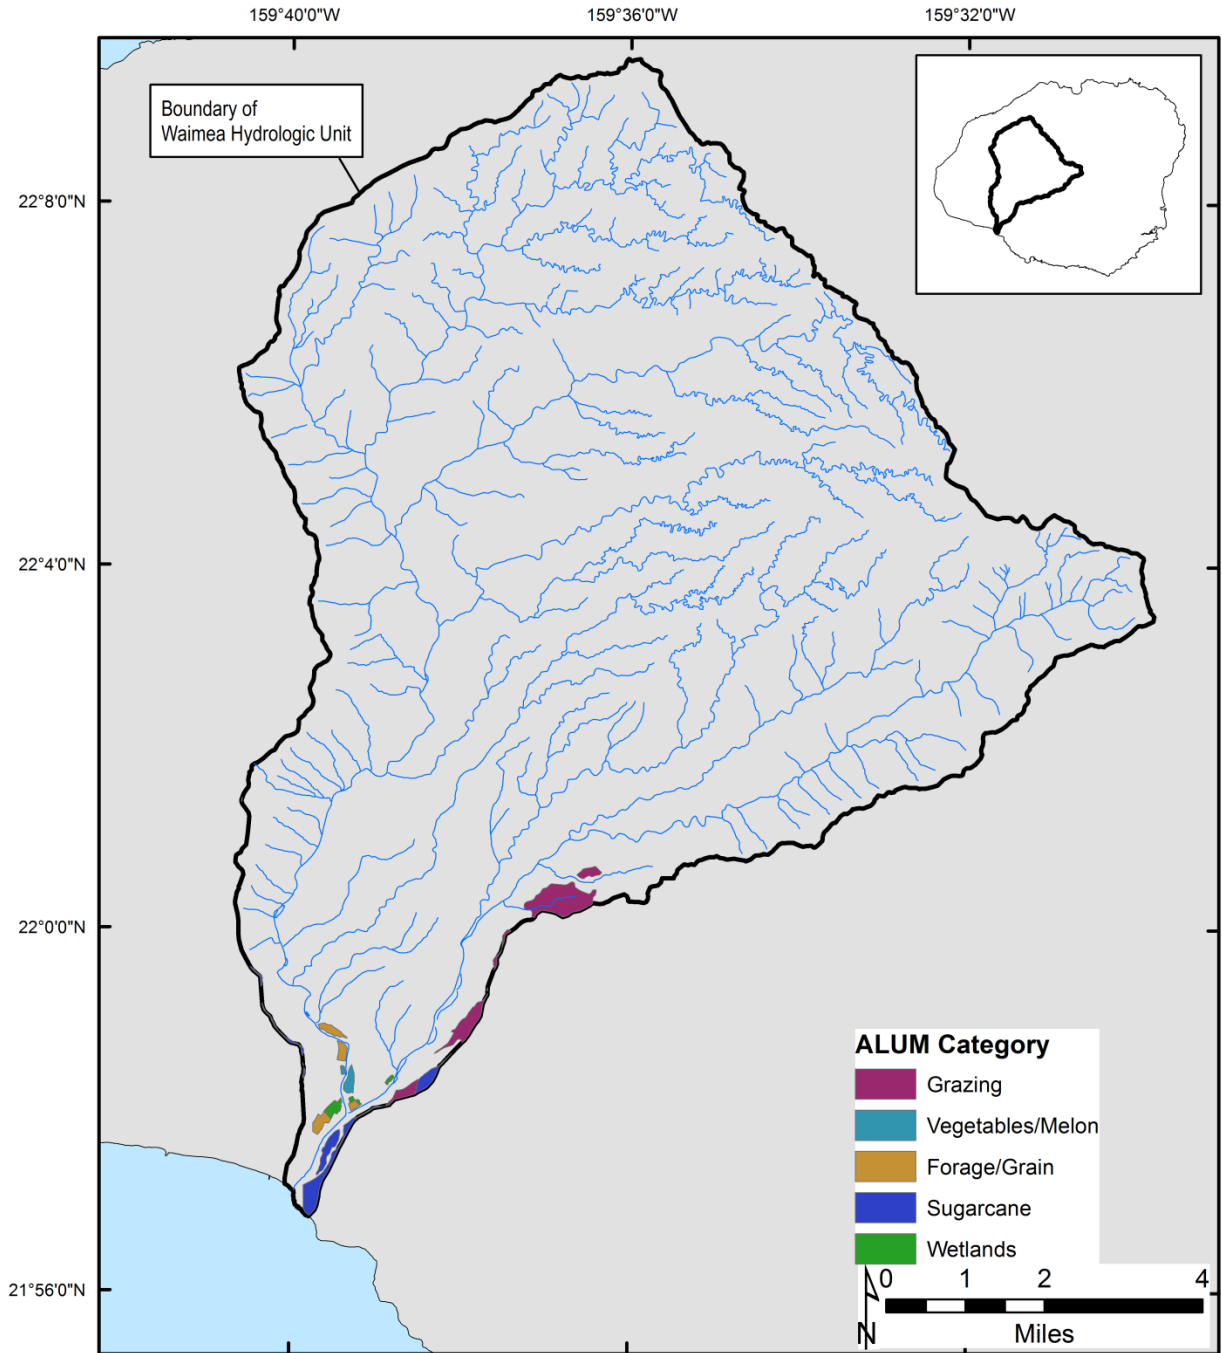 159°40'0"W
159°36'0"W
159°32'0"W
Boundary of
Waimea Hydrologic Unit
22°8'0"N
22°4'0"N
22°0'0"N
21°56'0"N
ALUM Category
Grazing
Vegetables/Melon
Forage/Grain
Sugarcane
Wetlands
0 1 2 4
N Miles